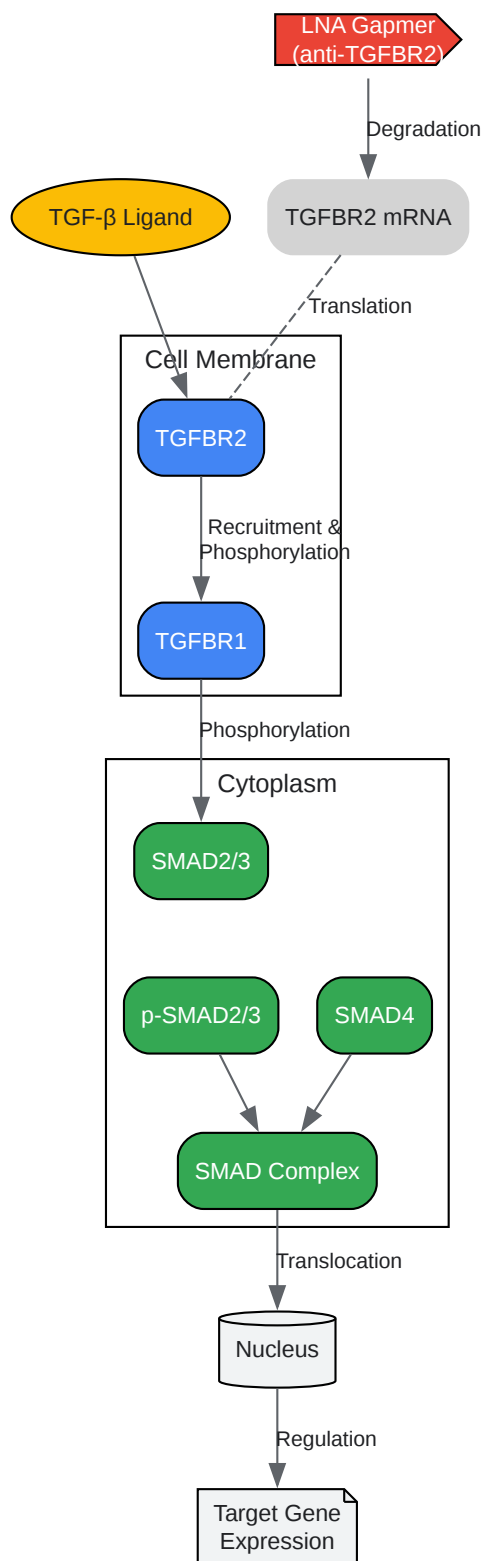 LNA Gapmer
(anti-TGFBR2)
Degradation
TGF-β Ligand
TGFBR2 mRNA
Translation
Cell Membrane
TGFBR2
Recruitment &
Phosphorylation
TGFBR1
Phosphorylation
Cytoplasm
SMAD2/3
p-SMAD2/3
SMAD4
SMAD Complex
Translocation
Nucleus
Regulation
Target Gene
Expression